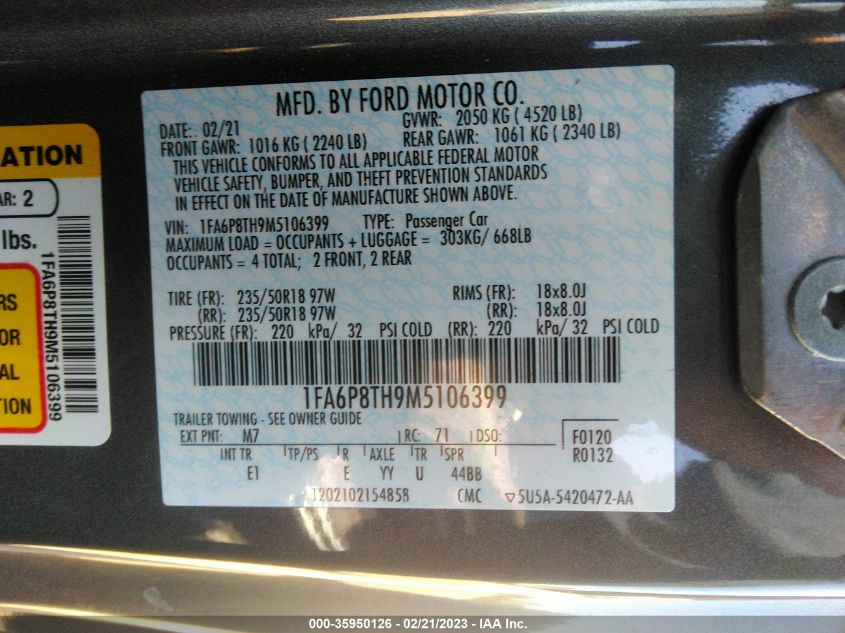 MFD. BY FORD MOTOR CO.
DATE: 02/21 GVWR: 2050 KG ( 4520 LB)
FRONT GAWR: 1016 KG ( 2240 LB) REAR GAWR: 1061 KG ( 2340 LB)
THIS VEHICLE CONFORMS TO ALL APPLICABLE FEDERAL MOTOR
VEHICLE SAFETY, BUMPER, AND THEFT PREVENTION STANDARDS
IN EFFECT ON THE DATE OF MANUFACTURE SHOWN ABOVE.
VIN: 1FA6P8TH9M5106399 TYPE: Passenger Car
MAXIMUM LOAD = OCCUPANTS + LUGGAGE = 303KG/ 668LB
OCCUPANTS = 4 TOTAL; 2 FRONT, 2 REAR
TIRE (FR): 235/50R18 97W RIMS (FR): 18x8.0J
(RR): 235/50R18 97W (RR): 18x8.0J
PRESSURE (FR): 220 kPa/ 32 PSI COLD (RR): 220 kPa/ 32 PSI COLD
1FA6P8TH9M5106399
TRAILER TOWING - SEE OWNER GUIDE
EXT PNT: M7 RC: 71 DSO: F0120
R0132
INT TR TP/PS R AXLE TR SPR
E1 E YY U 44BB
1202102154858 CMC 5U5A-5420472-AA
ATION
AR: 2
lbs.
1FA6P8TH9M5106399
RS
OR
AL
TION
000-35950126 - 02/21/2023 - IAA Inc.